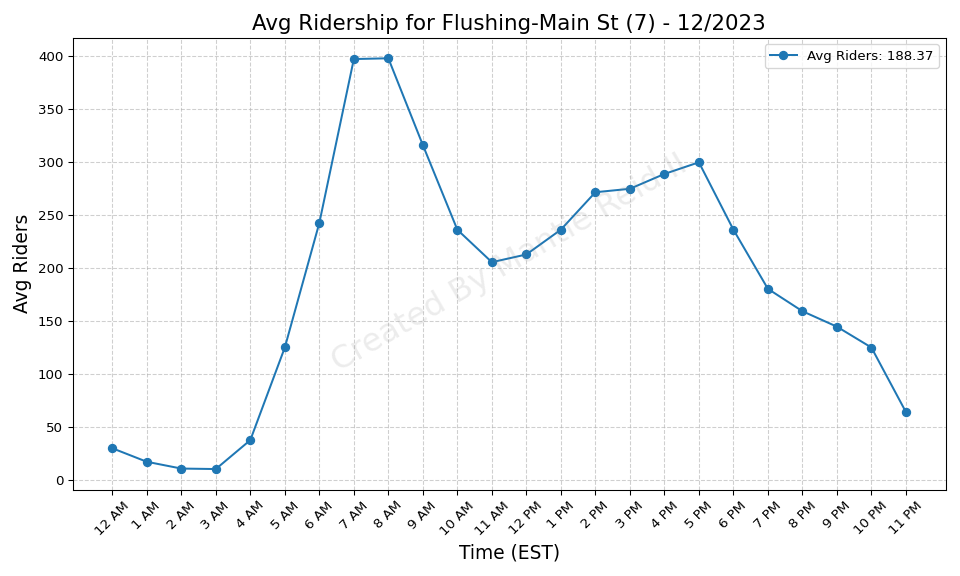 Avg Ridership for Flushing-Main St (7) - 12/2023
Avg Riders: 188.37
400
350
300
250
200
150
100
50
0
Avg Riders
12 AM
1 AM
2 AM
3 AM
4 AM
5 AM
6 AM
7 AM
8 AM
9 AM
10 AM
11 AM
12 PM
1 PM
2 PM
3 PM
4 PM
5 PM
6 PM
7 PM
8 PM
9 PM
10 PM
11 PM
Time (EST)
Created By Mantie Reid II